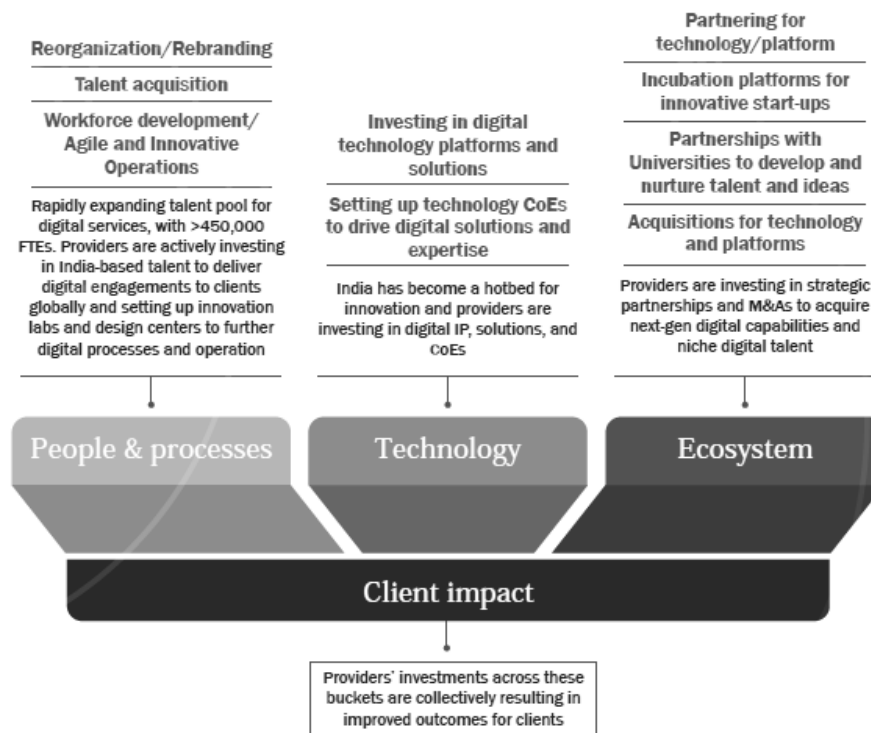 Reorganization/Rebranding
Talent acquisition
Workforce development/
Agile and Innovative
Operations
Rapidly expanding talent pool for
digital services, with >450,000
FTEs. Providers are actively investing
in India-based talent to deliver
digital engagements to clients
globally and setting up innovation
labs and design centers to further
digital processes and operation
Investing in digital
technology platforms and
solutions
Setting up technology CoEs
to drive digital solutions and
expertise
India has become a hotbed for
innovation and providers are
investing in digital IP, solutions, and
CoEs
Partnering for
technology/platform
Incubation platforms for
innovative start-ups
Partnerships with
Universities to develop and
nurture talent and ideas
Acquisitions for technology
and platforms
Providers are investing in strategic
partnerships and M&As to acquire
next-gen digital capabilities and
niche digital talent
People & processes
Technology
Ecosystem
Client impact
Providers' investments across these
buckets are collectively resulting in
improved outcomes for clients